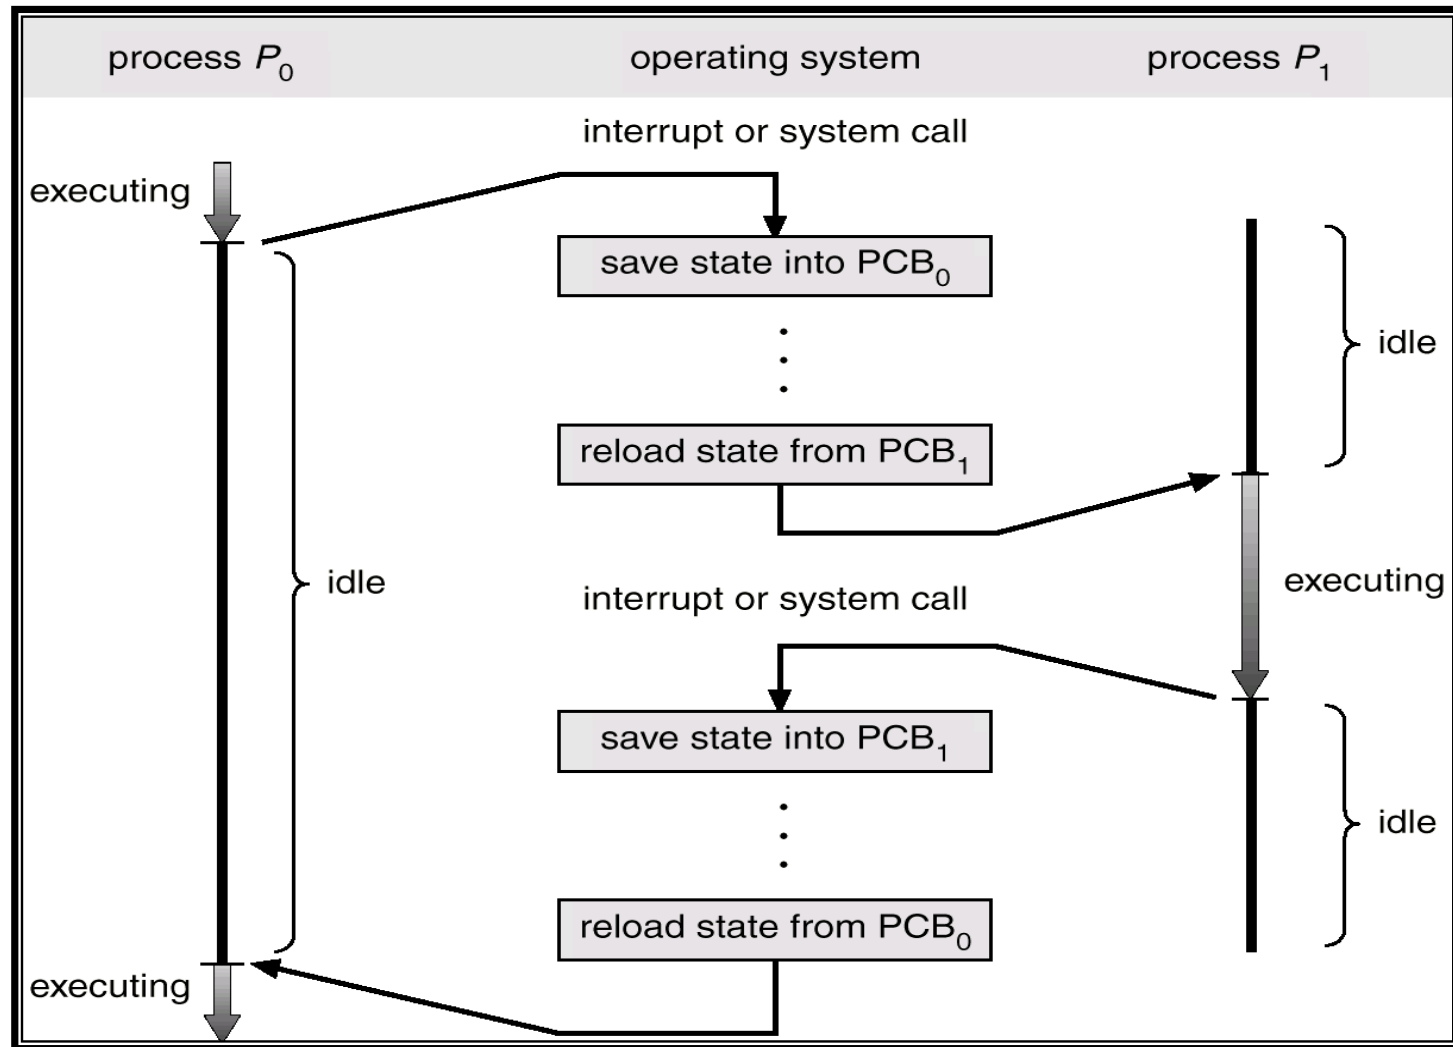 process P₀
operating system
process P₁
interrupt or system call
executing
save state into PCB₀
idle
reload state from PCB₁
idle
interrupt or system call
executing
save state into PCB₁
idle
reload state from PCB₀
executing